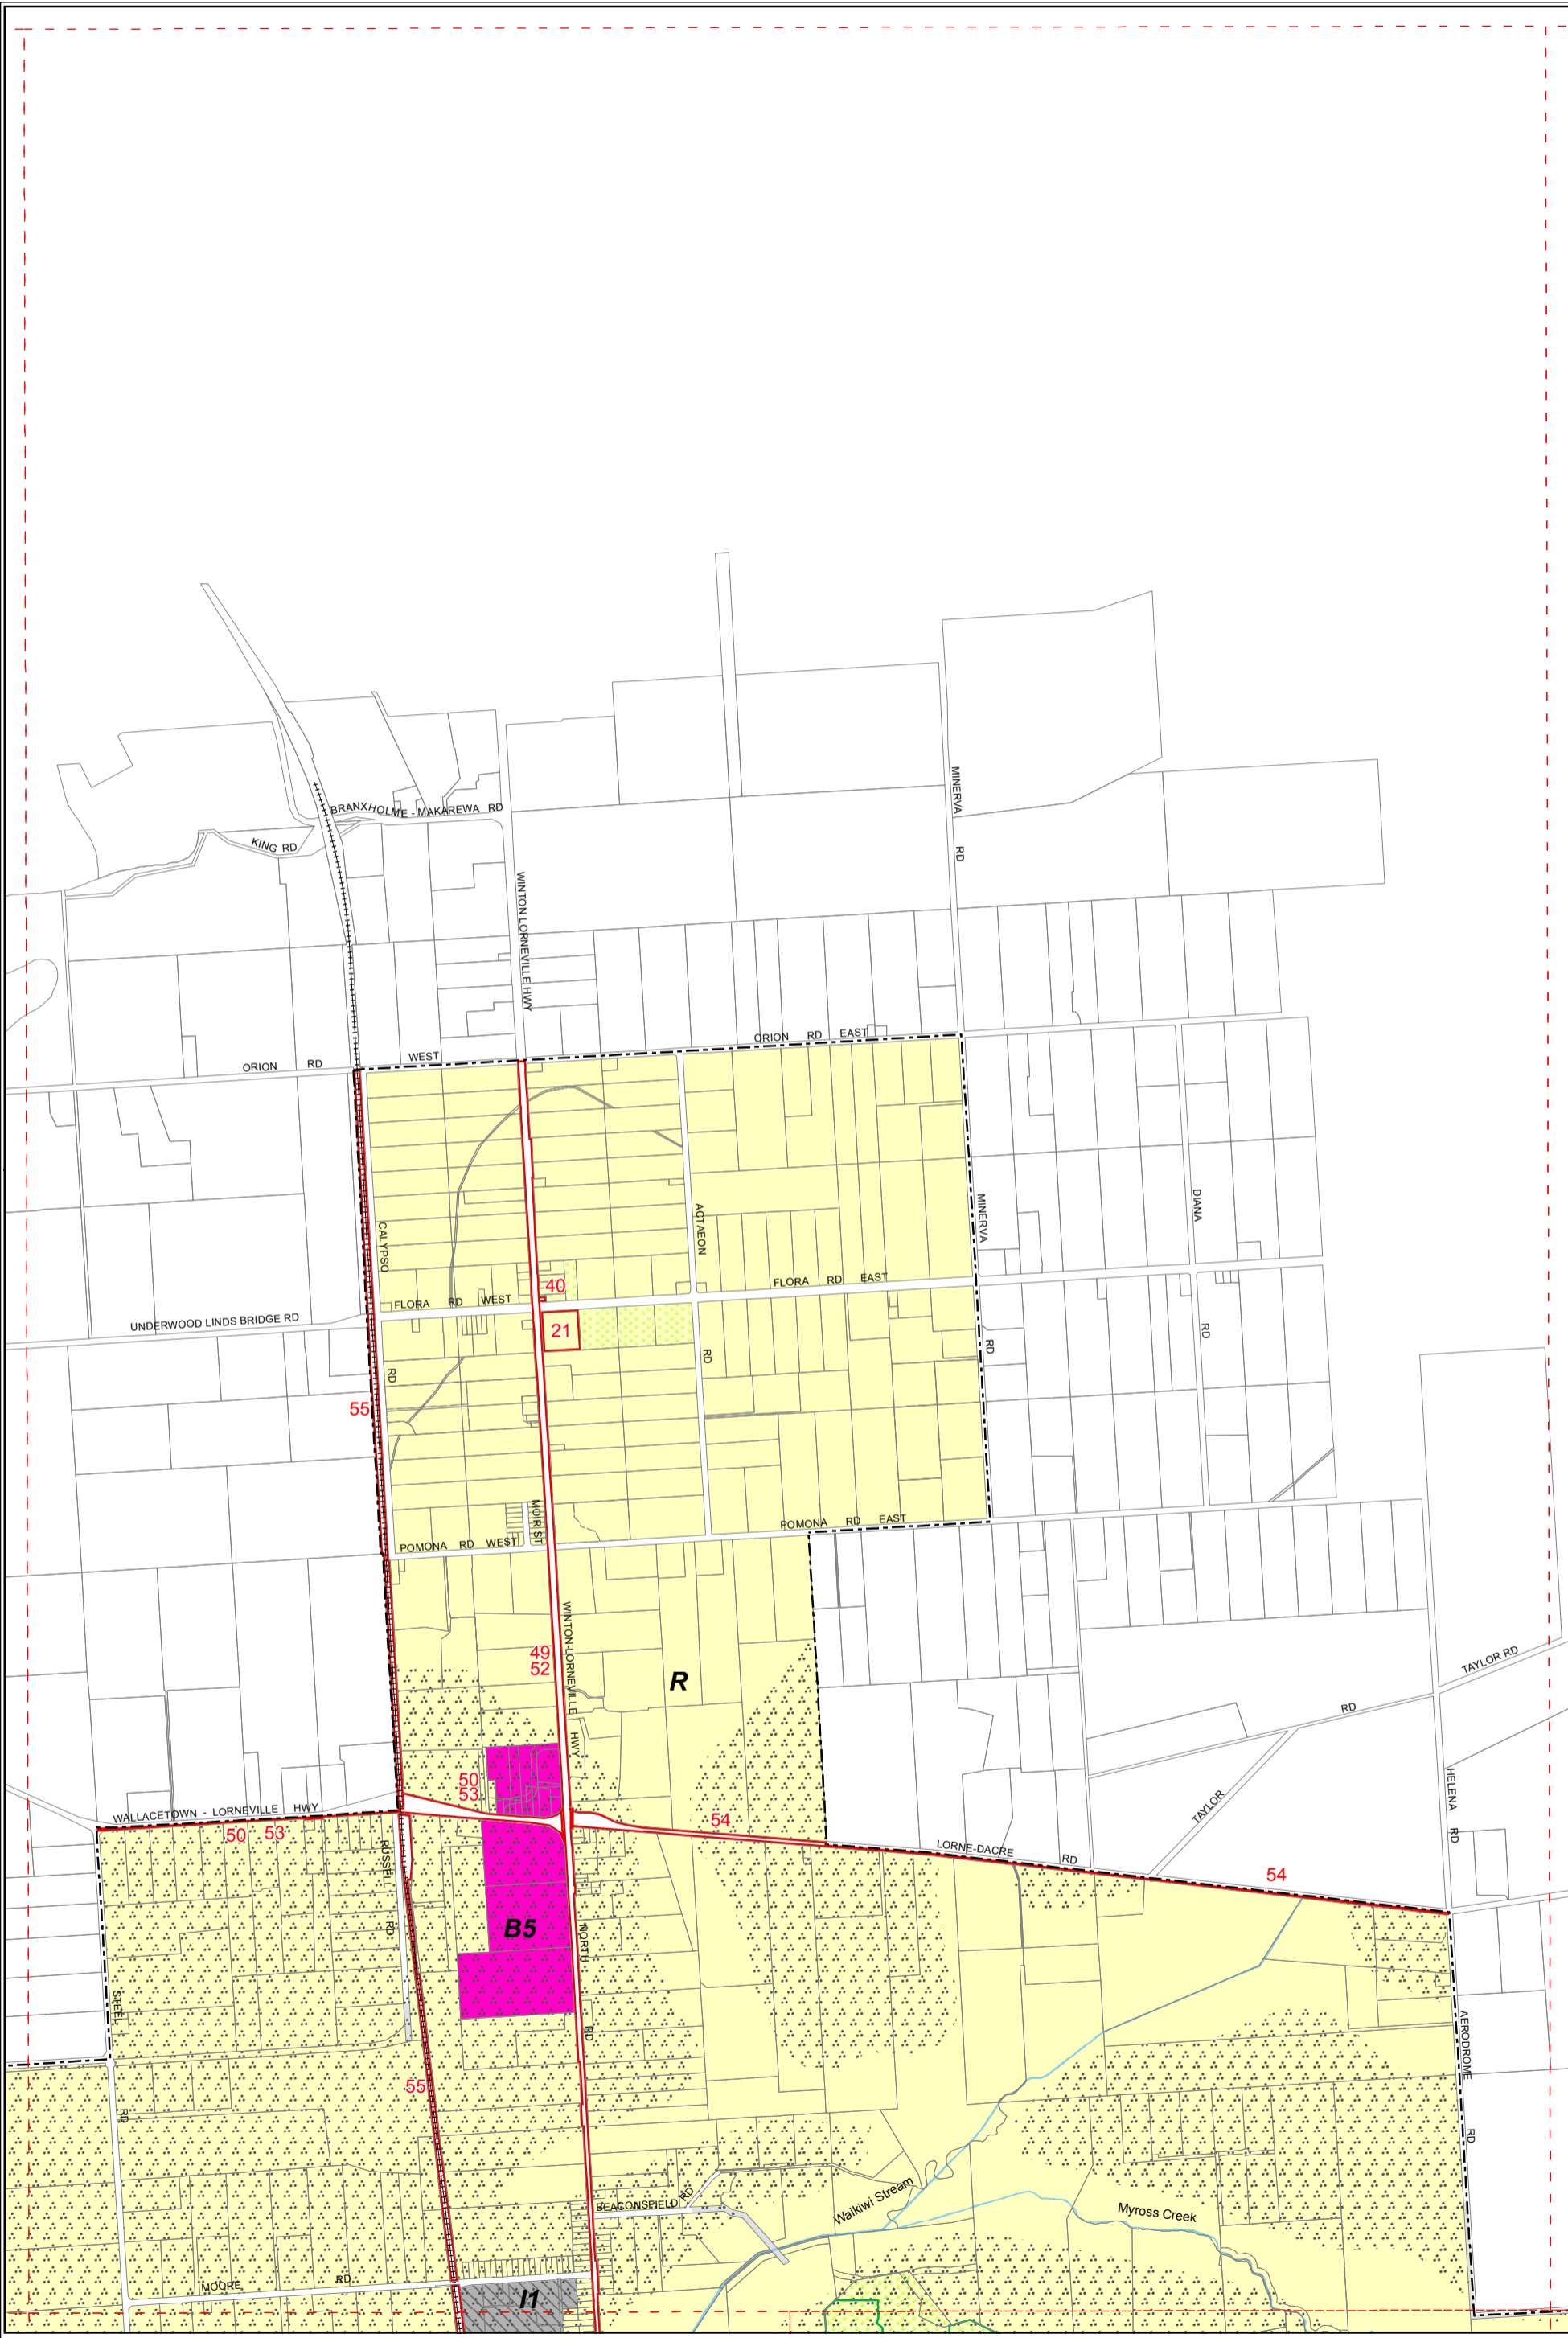 MINERVA
RD
BRANXHOLME - MAKAREWA RD
KING RD
WINTON LORNEVILLE HWY
ORION RD EAST
WEST
ORION RD
CALYPSO
ACTAEON
MINERVA
DIANA
40
FLORA RD EAST
FLORA RD WEST
UNDERWOOD LINDS BRIDGE RD
21
RD
RD
RD
RD
55
MOIR ST
POMONA RD EAST
POMONA RD WEST
WINTON-LORNEVILLE HWY
49
52
R
TAYLOR RD
RD
50
53
HELENA RD
TAYLOR
WALLACETOWN - LORNEVILLE HWY
54
50 53
RUSSELL
RD
LORNE-DACRE RD
54
B5
NORTH
RD
STEEL
RD
AERODROME
RD
55
BEACONSFIELD RD
Waikiwi Stream
Myross Creek
MOORE RD
I1